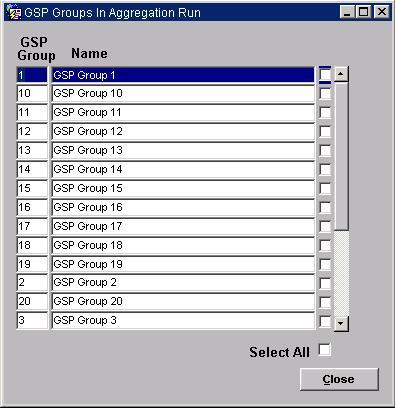 GSP Groups In Aggregation Run
GSP
Group Name
1 GSP Group 1
10 GSP Group 10
11 GSP Group 11
12 GSP Group 12
13 GSP Group 13
14 GSP Group 14
15 GSP Group 15
16 GSP Group 16
17 GSP Group 17
18 GSP Group 18
19 GSP Group 19
2 GSP Group 2
20 GSP Group 20
3 GSP Group 3
Select All
Close